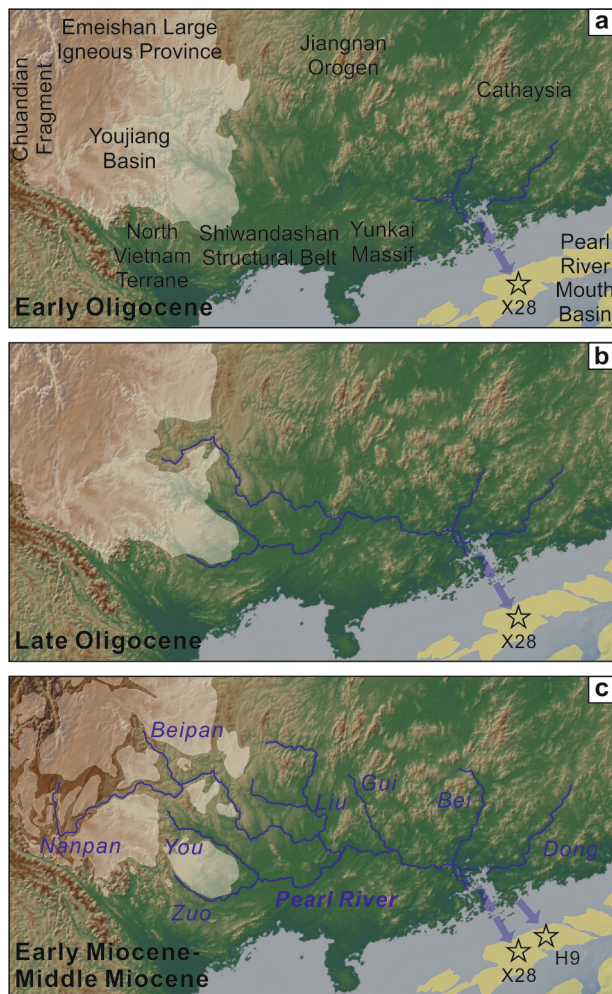 a
Emeishan Large
Igneous Province
Jiangnan
Orogen
Chuandian
Fragment
Cathaysia
Youjiang
Basin
North
Vietnam
Terrane
Shiwandashan
Structural Belt
Yunkai
Massif
Pearl
River
Mouth
Basin
X28
Early Oligocene
b
X28
Late Oligocene
c
Beipan
Gui
Liu
Bei
Nanpan
You
Dong
Pearl River
Zuo
H9
X28
Early Miocene-
Middle Miocene